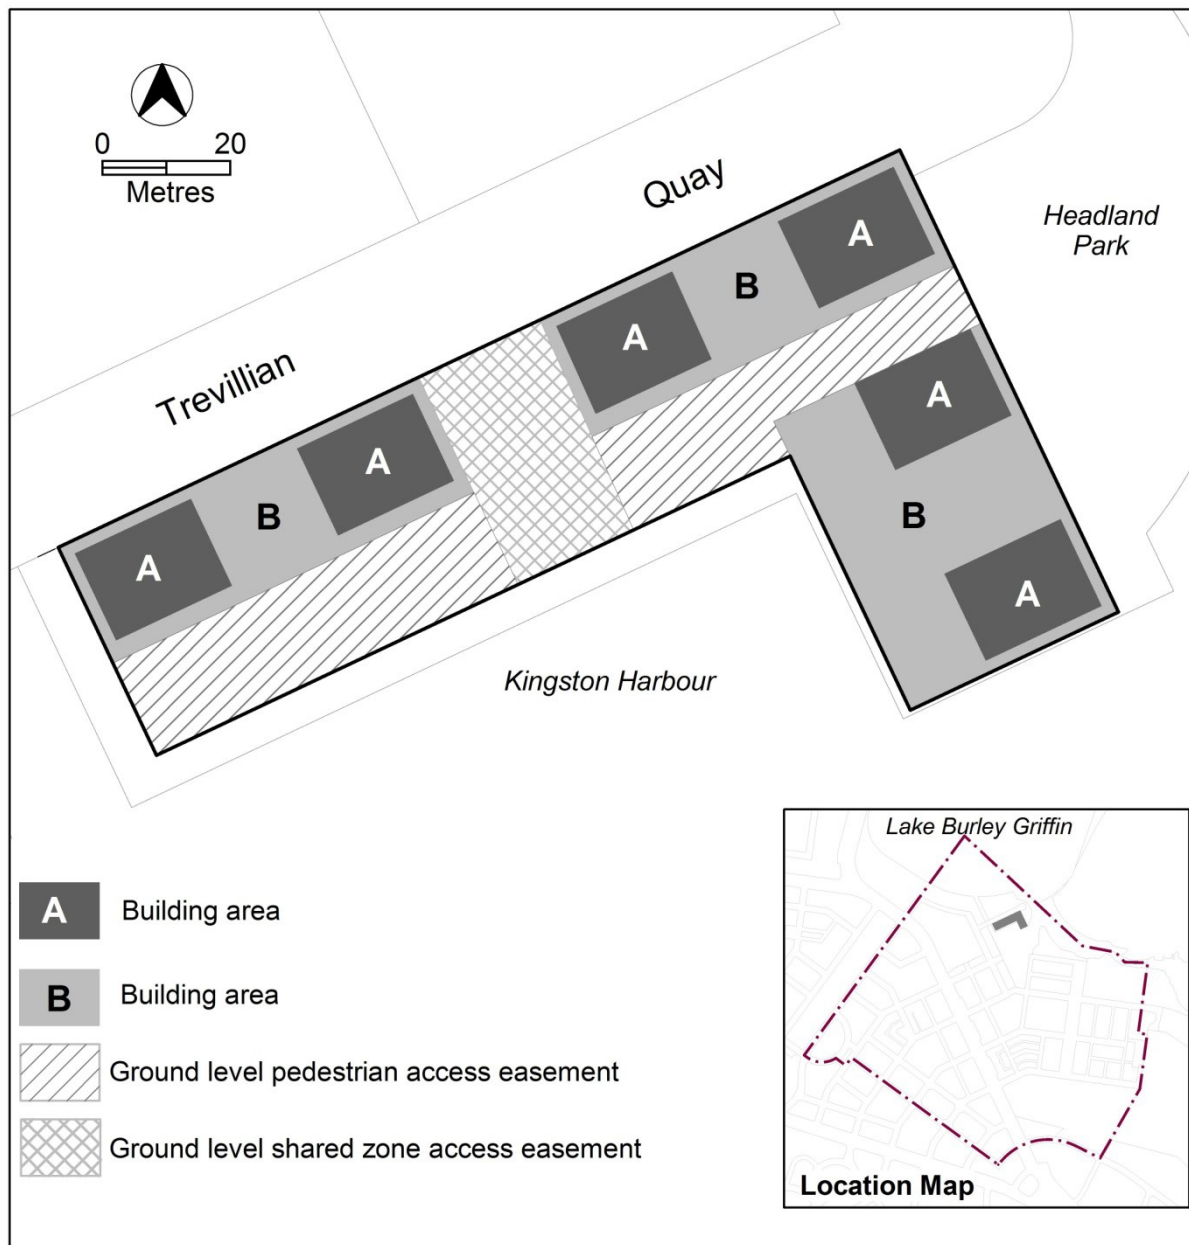 0 20
Metres
Trevillian Quay
Headland
Park
A
B
A
A
A
B
A
B
A
Kingston Harbour
A Building area
B Building area
Ground level pedestrian access easement
Ground level shared zone access easement
Lake Burley Griffin
Location Map